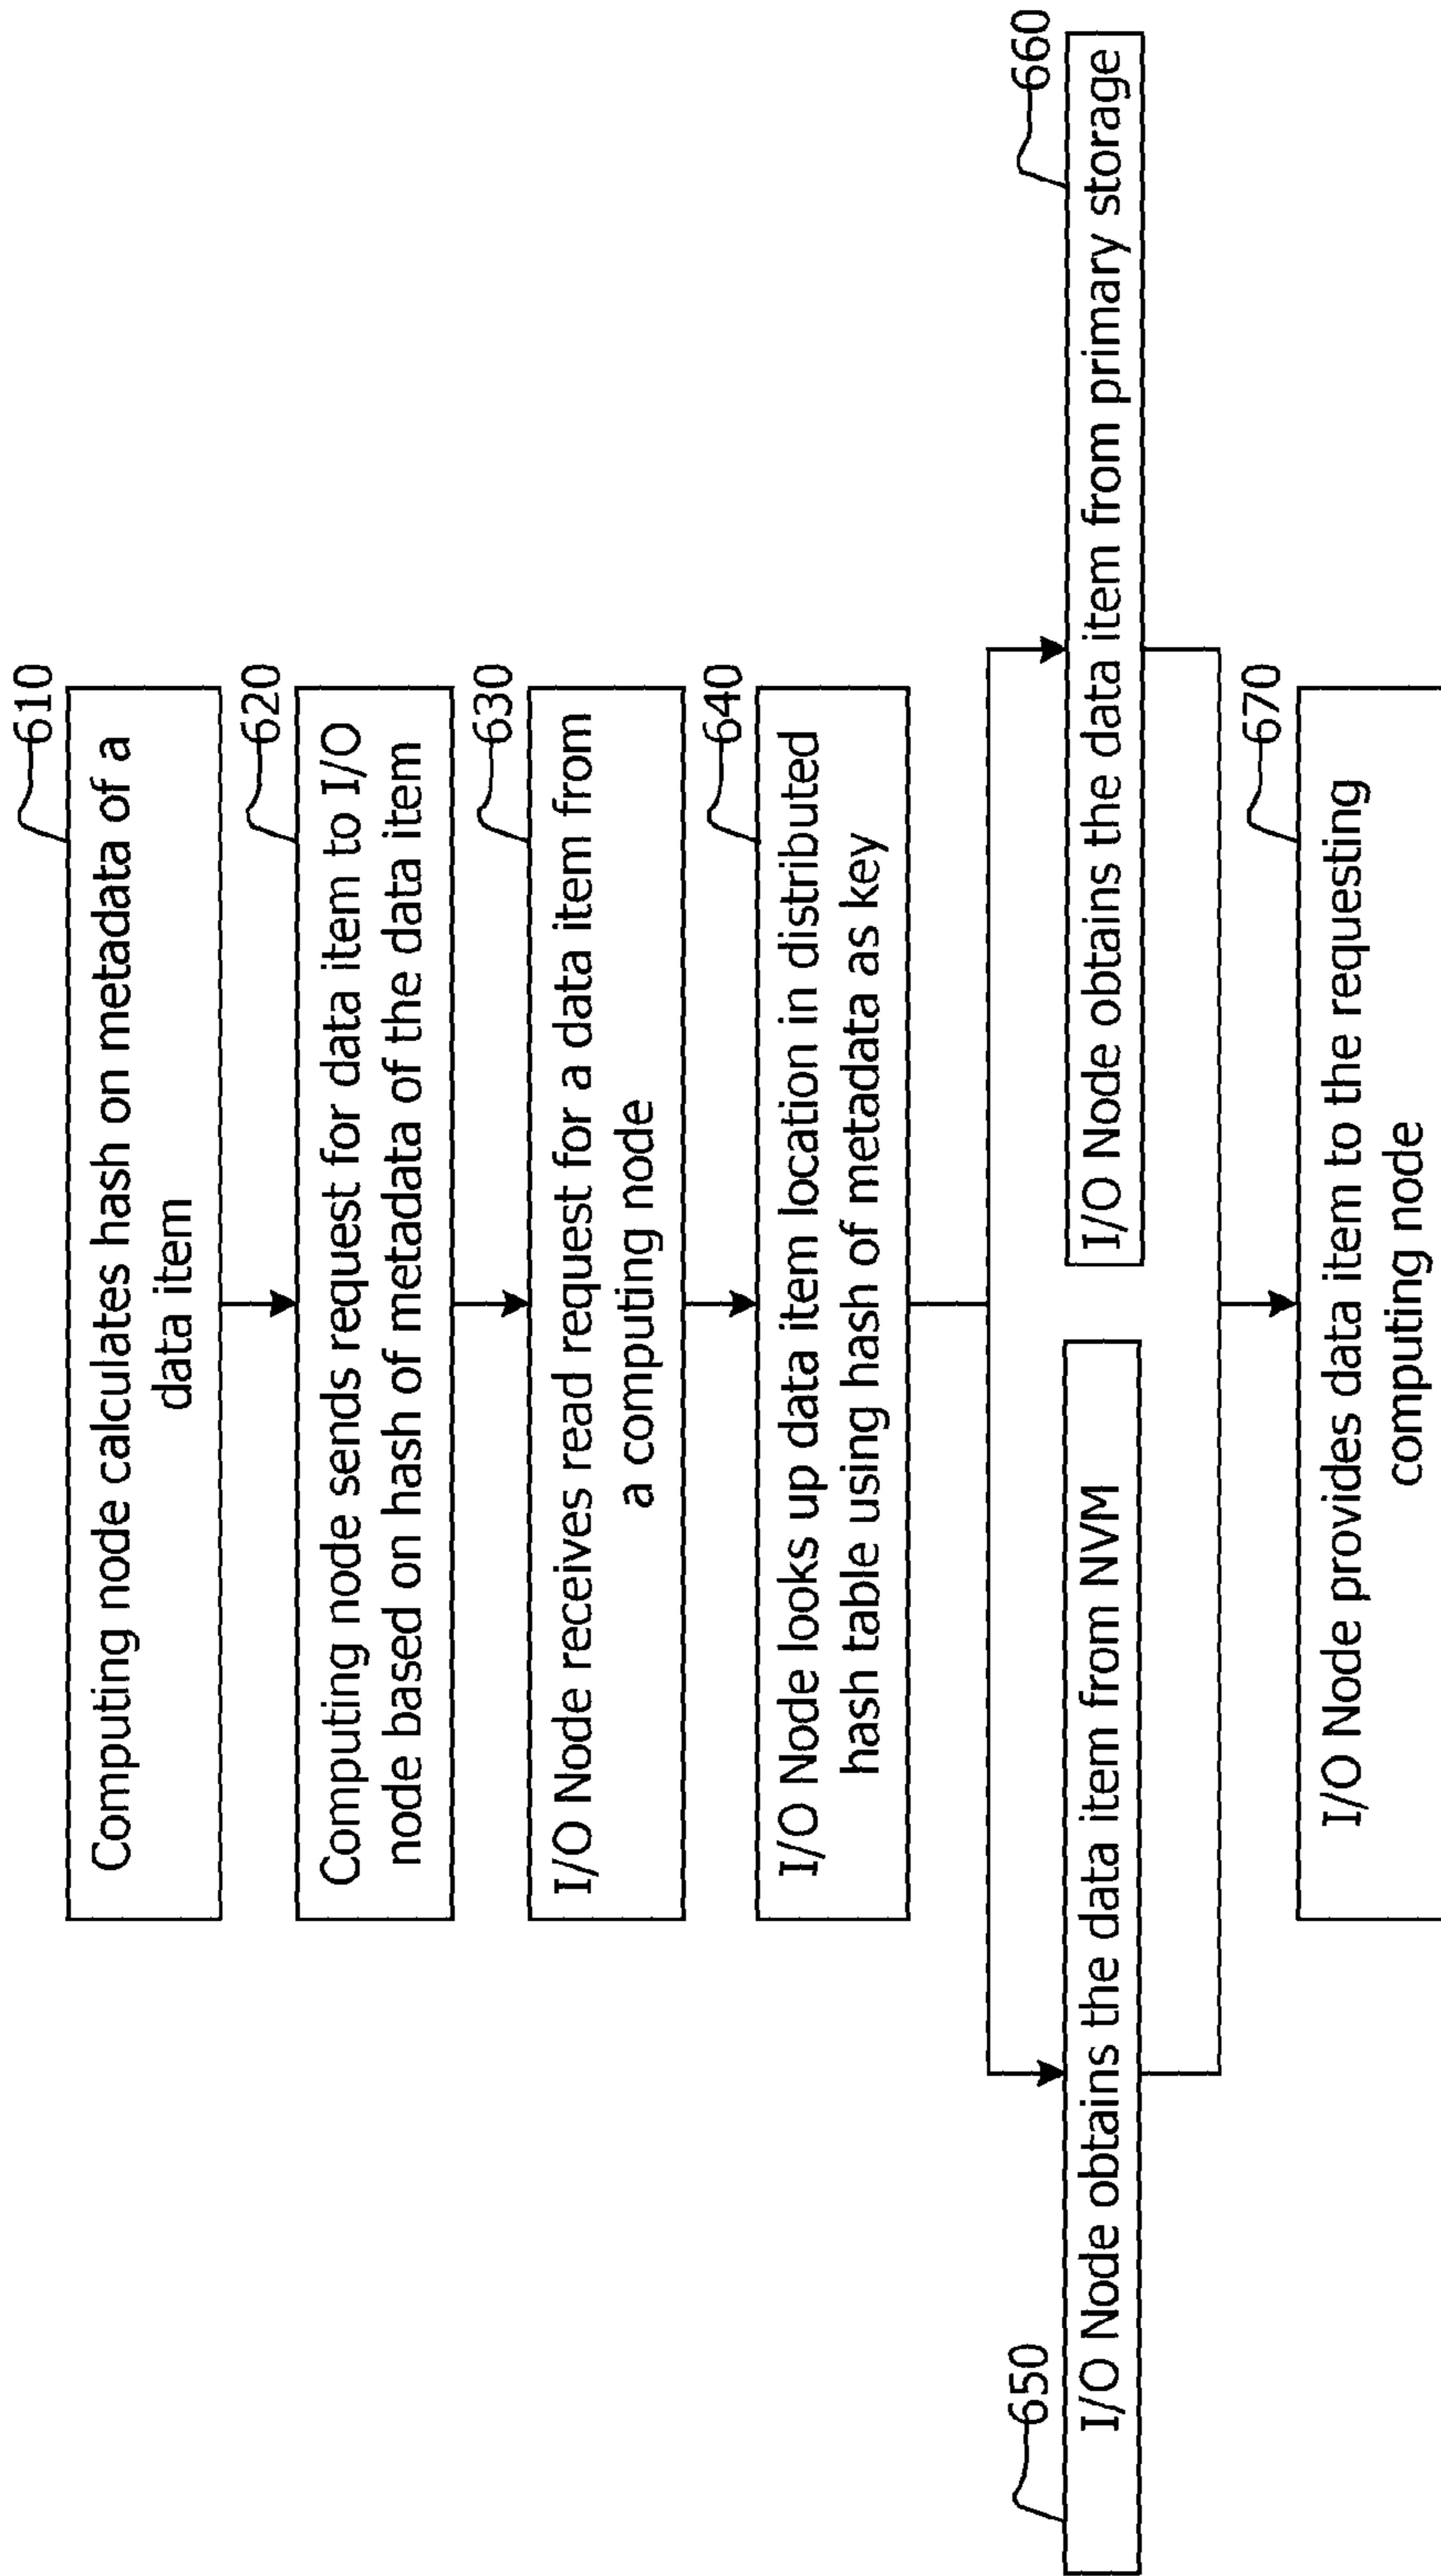 610
Computing node calculates hash on metadata of a
data item
620
Computing node sends request for data item to I/O
node based on hash of metadata of the data item
630
I/O Node receives read request for a data item from
a computing node
640
I/O Node looks up data item location in distributed
hash table using hash of metadata as key
650
I/O Node obtains the data item from NVM
660
I/O Node obtains the data item from primary storage
670
I/O Node provides data item to the requesting
computing node